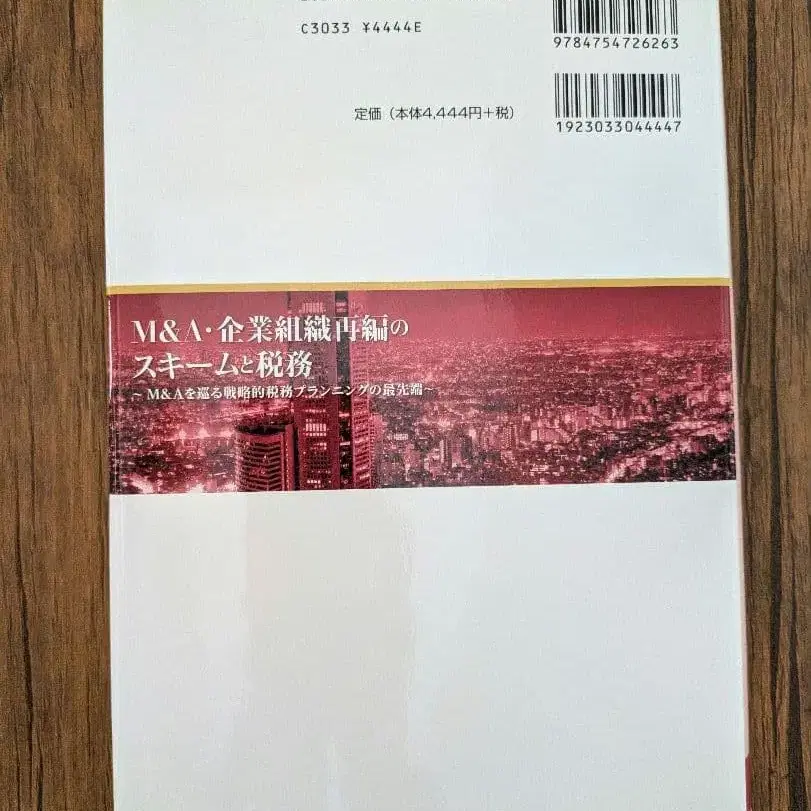 C3033 ¥4444E
9784754726263
定価（本体4,444円＋税）
1923033044447
M&A・企業組織再編の
スキームと税務
～M&Aを巡る戦略的税務プランニングの最先端～